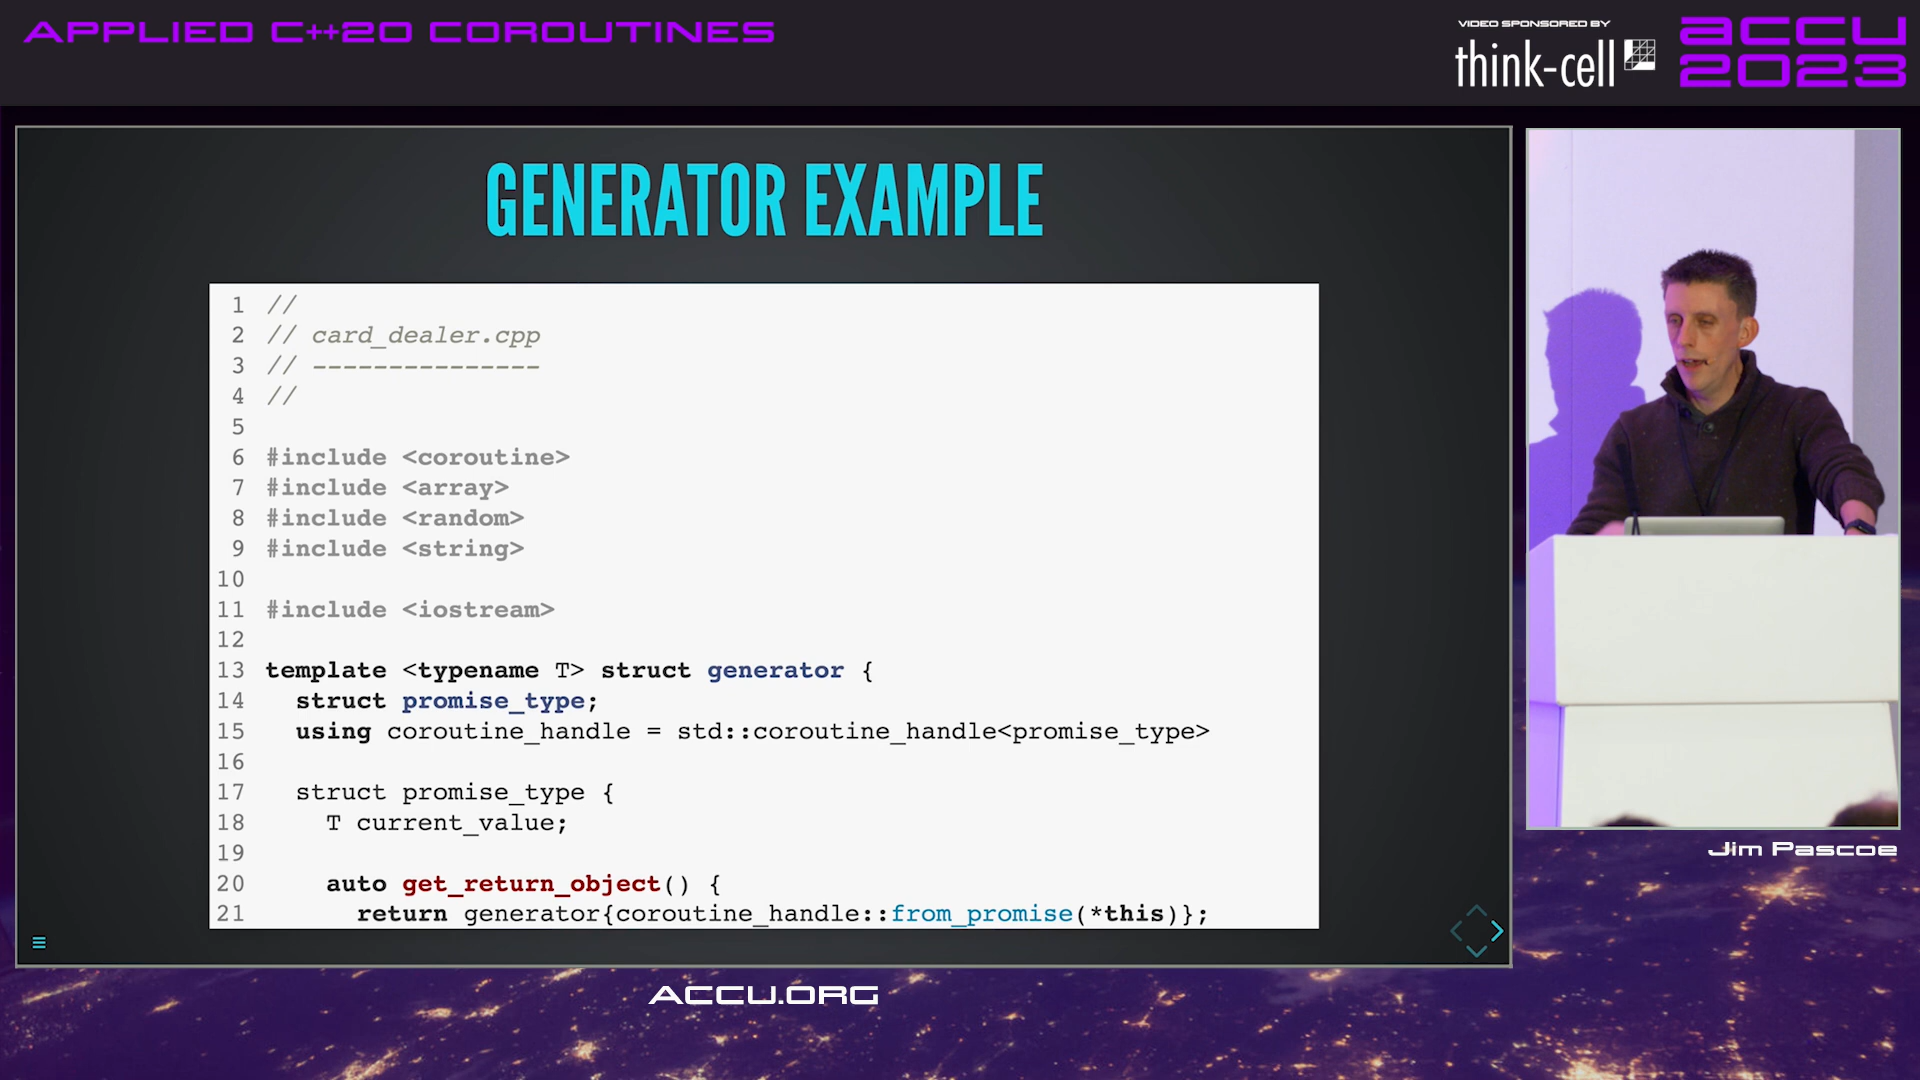 APPLIED C++20 COROUTINES
VIDEO SPONSORED BY
think-cell
accu
2023
GENERATOR EXAMPLE
1 //
2 // card_dealer.cpp
3 // ---------------
4 //
5
6 #include <coroutine>
7 #include <array>
8 #include <random>
9 #include <string>
10
11 #include <iostream>
12
13 template <typename T> struct generator {
14 struct promise_type;
15 using coroutine_handle = std::coroutine_handle<promise_type>
16
17 struct promise_type {
18 T current_value;
19
20 auto get_return_object() {
21 return generator{coroutine_handle::from_promise(*this)};
Jim Pascoe
ACCU.ORG